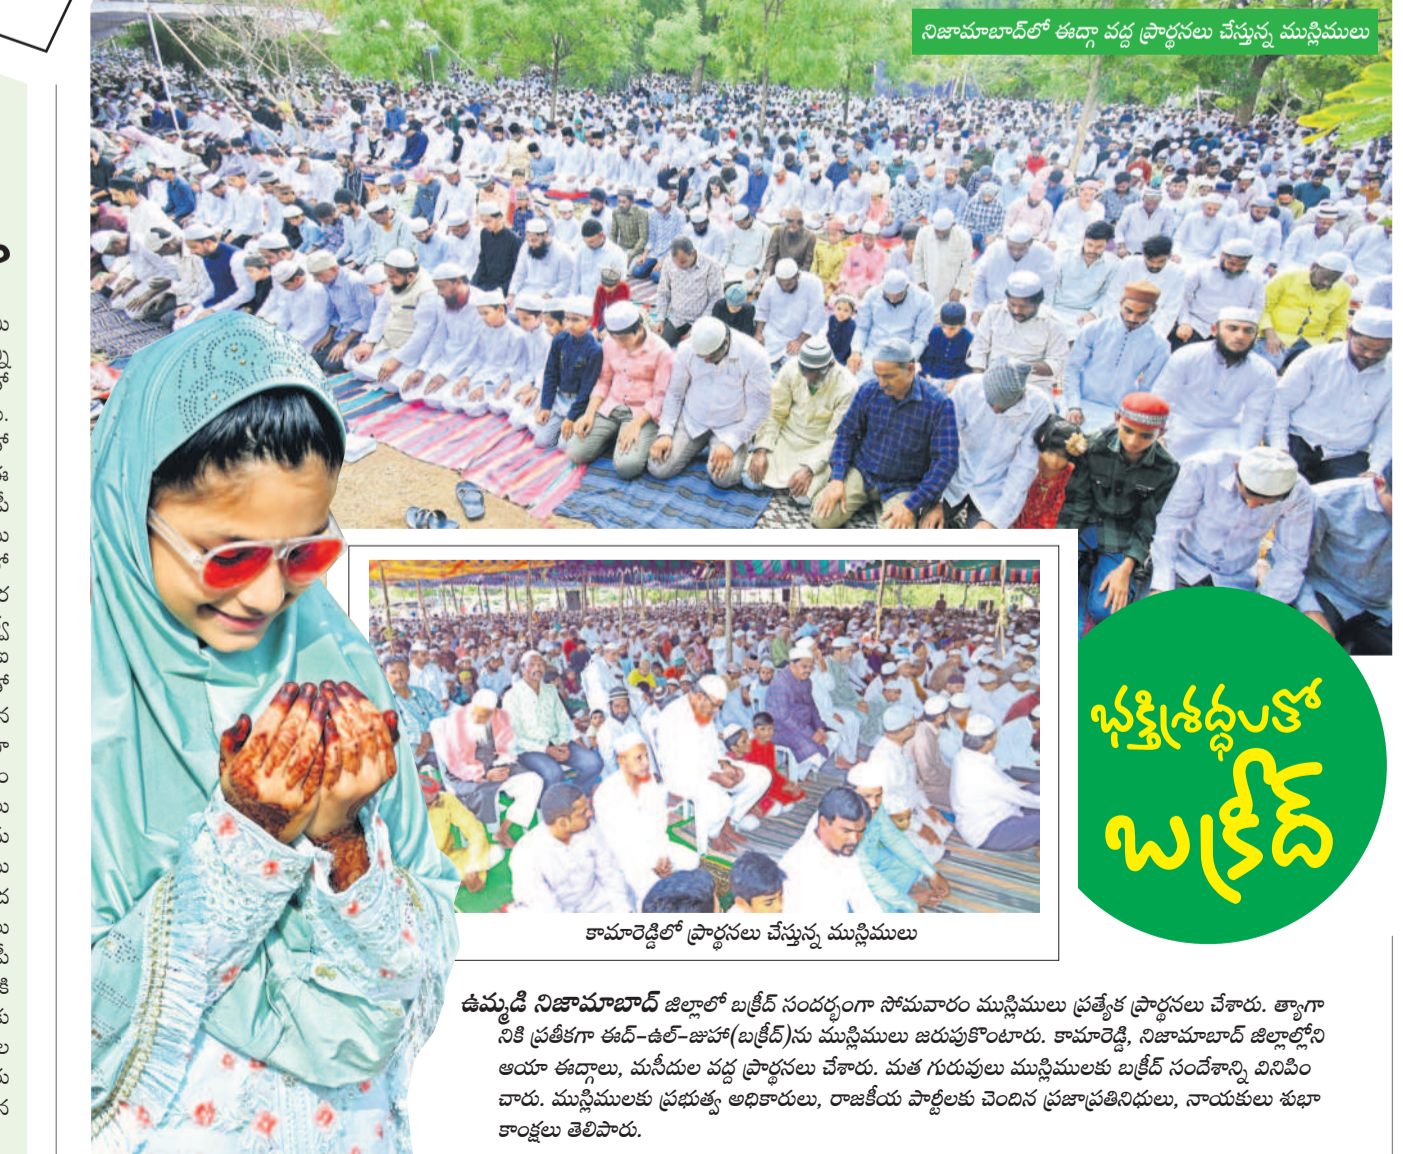 నిజామాబాద్‌లో ఈద్గా వద్ద ప్రార్థనలు చేస్తున్న ముస్లిములు
భక్తిశ్రద్ధలతో
బక్రీద్
కామారెడ్డిలో ప్రార్థనలు చేస్తున్న ముస్లిములు
ఉమ్మడి నిజామాబాద్ జిల్లాలో బక్రీద్ సందర్భంగా సోమవారం ముస్లిములు ప్రత్యేక ప్రార్థనలు చేశారు. త్యాగా
నికి ప్రతీకగా ఈద్-ఉల్-జుహా(బక్రీద్)ను ముస్లిములు జరుపుకొంటారు. కామారెడ్డి, నిజామాబాద్ జిల్లాల్లోని
ఆయా ఈద్గాలు, మసీదుల వద్ద ప్రార్థనలు చేశారు. మత గురువులు ముస్లిములకు బక్రీద్ సందేశాన్ని వినిపిం
చారు. ముస్లిములకు ప్రభుత్వ అధికారులు, రాజకీయ పార్టీలకు చెందిన ప్రజాప్రతినిధులు, నాయకులు శుభా
కాంక్షలు తెలిపారు.